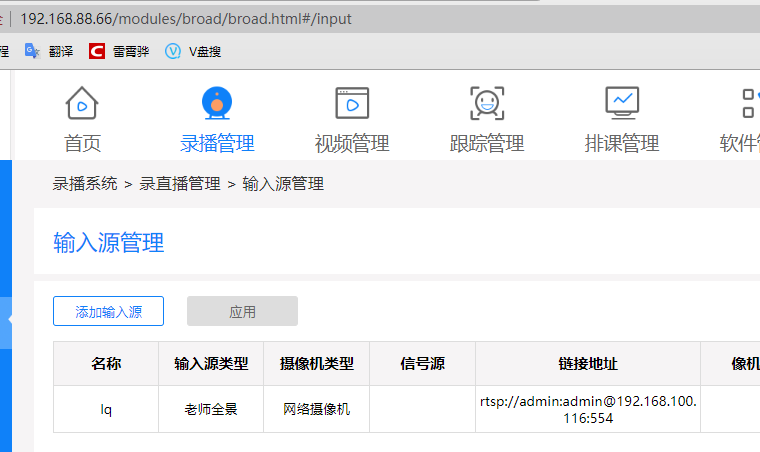 192.168.88.66/modules/broad/broad.html#/input
程 翻译 雷霄骅 V盘搜
首页 录播管理 视频管理 跟踪管理 排课管理 软件管
录播系统 > 录直播管理 > 输入源管理
输入源管理
添加输入源 应用
名称 输入源类型 摄像机类型 信号源 链接地址 像机
lq 老师全景 网络摄像机 rtsp://admin:admin@192.168.100.
116:554